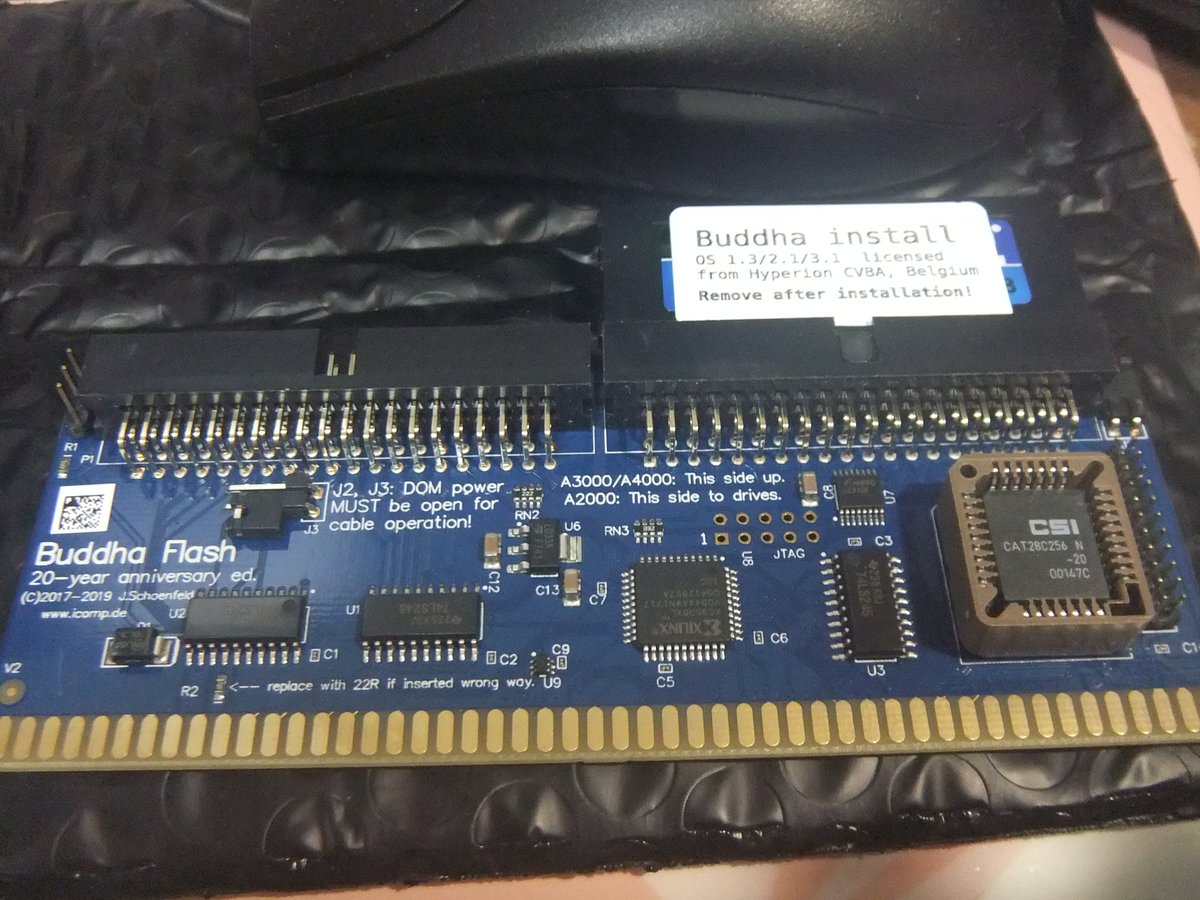 Buddha install
OS 1.3/2.1/3.1 licensed
from Hyperion CVBA, Belgium
Remove after installation!
R1
P1
J2, J3: DOM power
MUST be open for
cable operation!
J3
A3000/A4000: This side up.
A2000: This side to drives.
RN2
U6
RN3
1
JTAG
U8
C8
U7
C3
C12
C13
C7
Buddha Flash
20-year anniversary ed.
(C)2017-2019 J.Schoenfeld
www.icomp.de
U2
U1
74LS245
XILINX
CSI
CAT28C256 N
-20
00147C
D1
C1
C2
C9
U9
C6
C5
U3
V2
R2
<-- replace with 22R if inserted wrong way.